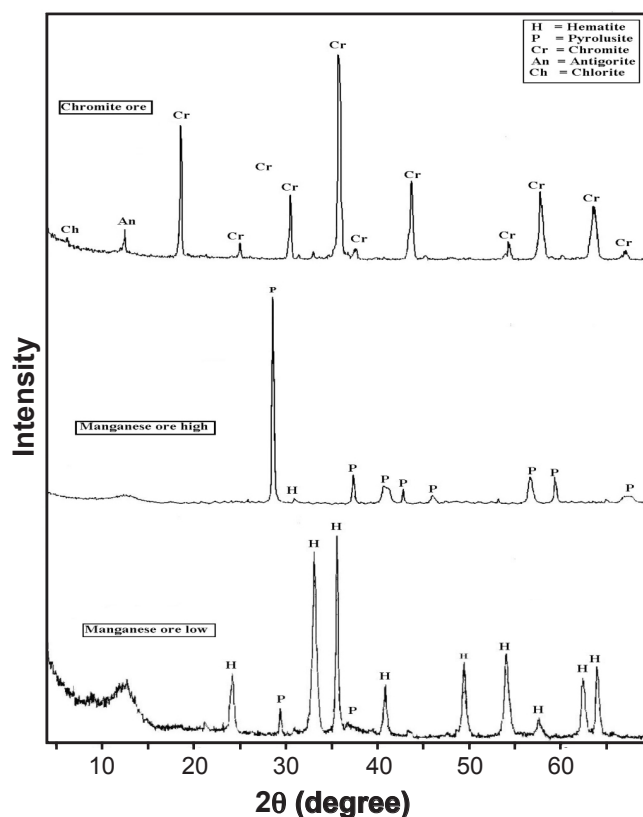 H = Hematite
P = Pyrolusite
Cr = Chromite
An = Antigorite
Ch = Chlorite
Chromite ore
Ch
An
Cr
Cr
Cr
Cr
Cr
Cr
Cr
Cr
Cr
Cr
Cr
Manganese ore high
P
H
P
P
P
P
P
P
P
Manganese ore low
H
P
H
H
P
H
H
H
H
H
H
Intensity
10 20 30 40 50 60
2θ (degree)